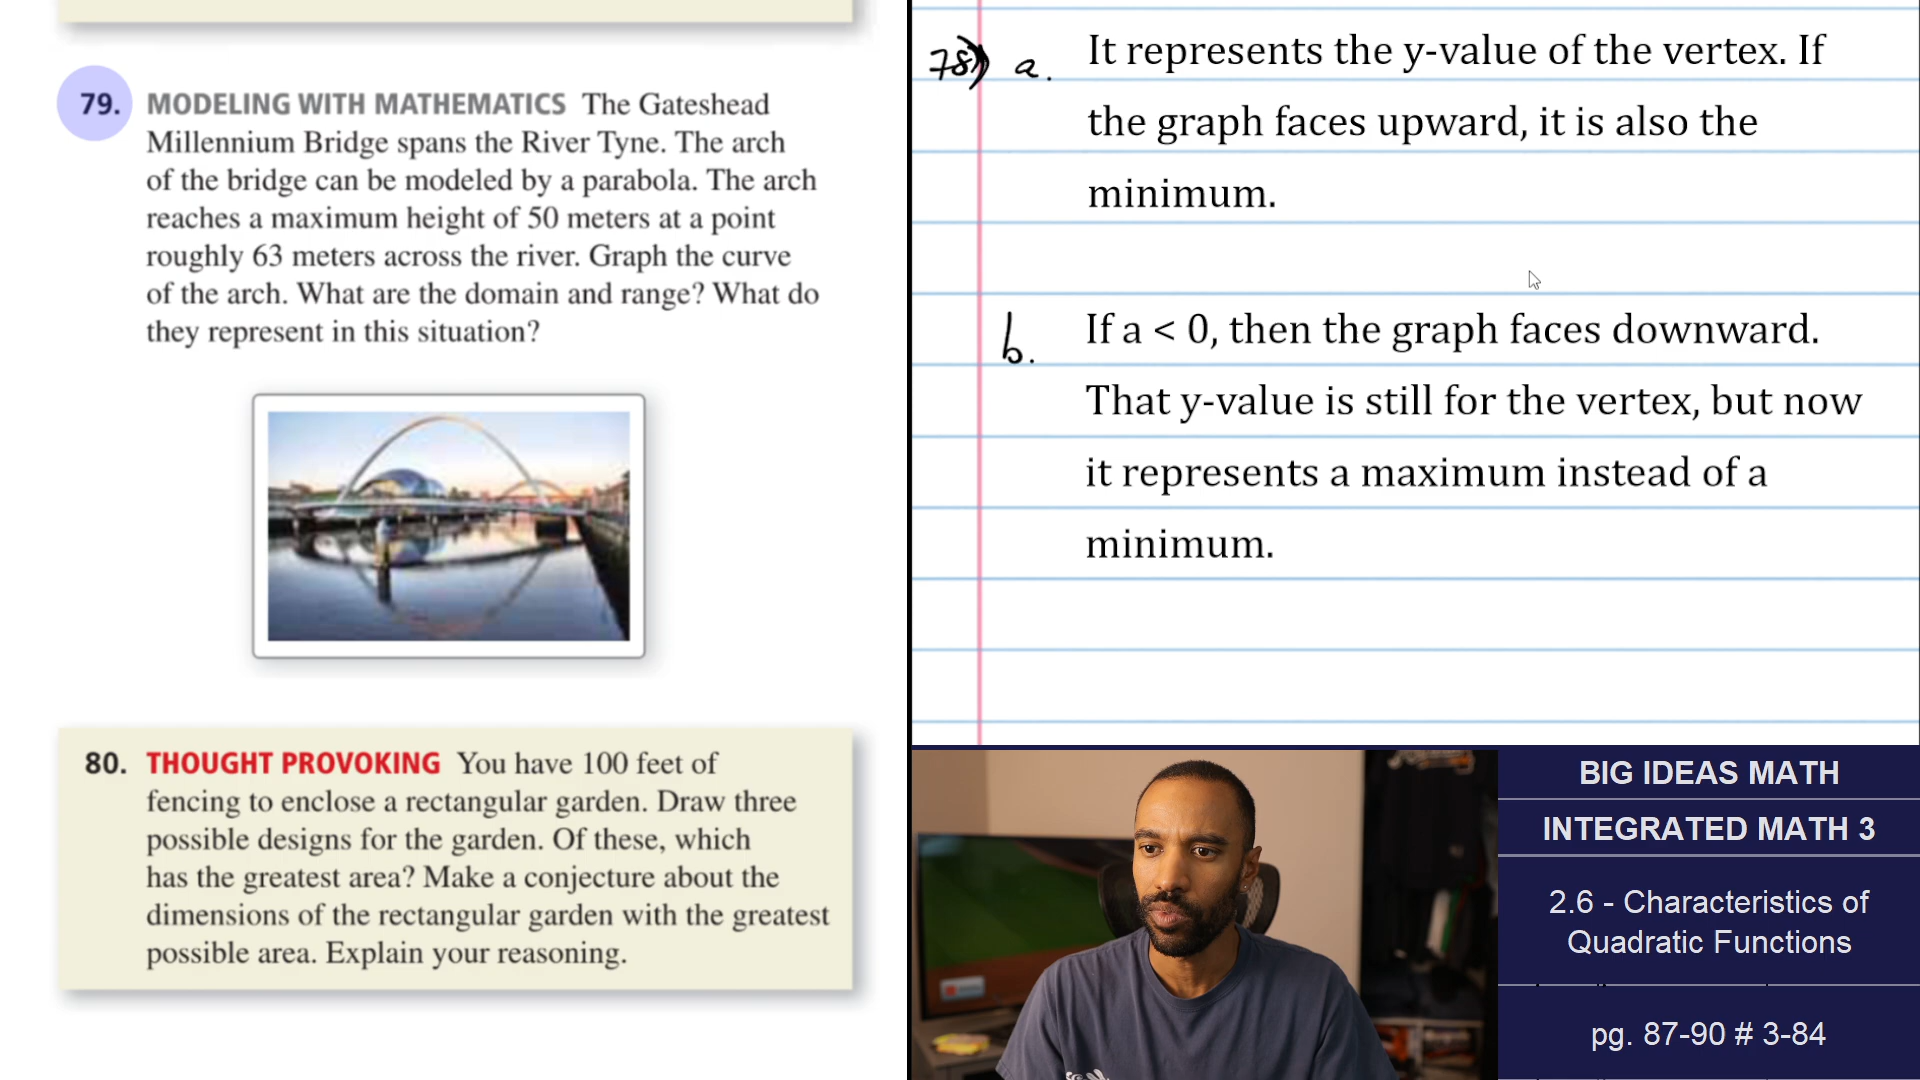 79. MODELING WITH MATHEMATICS The Gateshead
Millennium Bridge spans the River Tyne. The arch
of the bridge can be modeled by a parabola. The arch
reaches a maximum height of 50 meters at a point
roughly 63 meters across the river. Graph the curve
of the arch. What are the domain and range? What do
they represent in this situation?
80. THOUGHT PROVOKING You have 100 feet of
fencing to enclose a rectangular garden. Draw three
possible designs for the garden. Of these, which
has the greatest area? Make a conjecture about the
dimensions of the rectangular garden with the greatest
possible area. Explain your reasoning.
78) a. It represents the y-value of the vertex. If
the graph faces upward, it is also the
minimum.
b. If a < 0, then the graph faces downward.
That y-value is still for the vertex, but now
it represents a maximum instead of a
minimum.
BIG IDEAS MATH
INTEGRATED MATH 3
2.6 - Characteristics of
Quadratic Functions
pg. 87-90 # 3-84